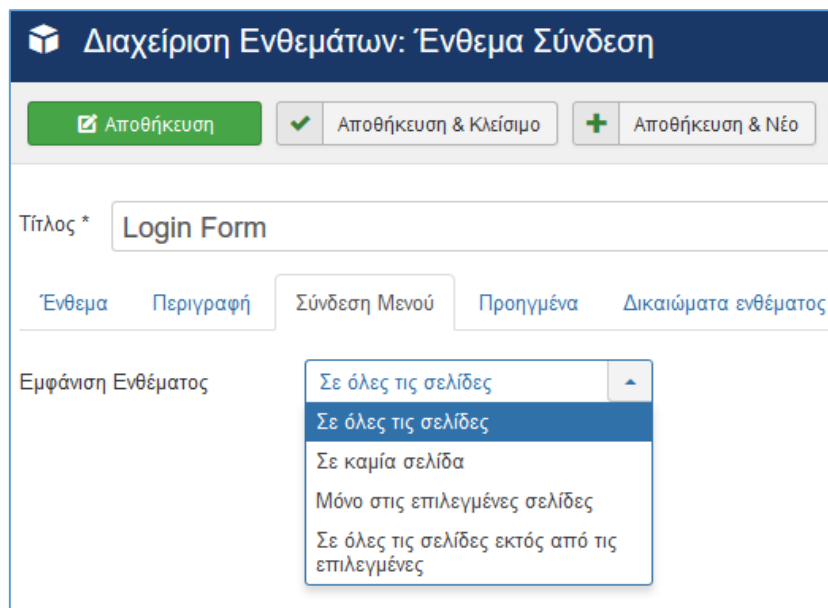 Διαχείριση Ενθεμάτων: Ένθεμα Σύνδεση
Αποθήκευση Αποθήκευση & Κλείσιμο Αποθήκευση & Νέο
Τίτλος * Login Form
Ένθεμα Περιγραφή Σύνδεση Μενού Προηγμένα Δικαιώματα ενθέματος
Εμφάνιση Ενθέματος Σε όλες τις σελίδες
Σε όλες τις σελίδες
Σε καμία σελίδα
Μόνο στις επιλεγμένες σελίδες
Σε όλες τις σελίδες εκτός από τις
επιλεγμένες